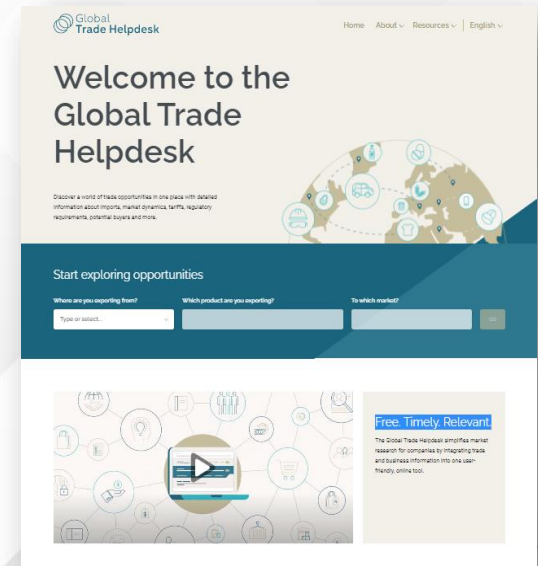 Global
Trade Helpdesk
Home About Resources English
Welcome to the
Global Trade
Helpdesk
Discover a world of trade opportunities in one place with detailed
information about imports, market dynamics, tariffs, regulatory
requirements, potential buyers and more.
Start exploring opportunities
Where are you exporting from? Which product are you exporting? To which market?
Type or select...
Free. Timely. Relevant.
The Global Trade Helpdesk simplifies market
research for companies by integrating trade
and business information into one user-
friendly, online tool.